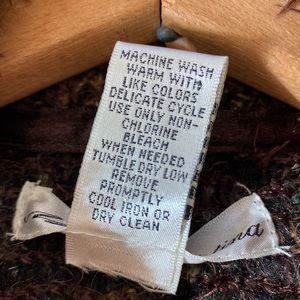 MACHINE WASH
WARM WITH
LIKE COLORS
DELICATE CYCLE
USE ONLY NON-
CHLORINE
BLEACH
WHEN NEEDED
TUMBLE DRY LOW
REMOVE
PROMPTLY
COOL IRON OR
DRY CLEAN